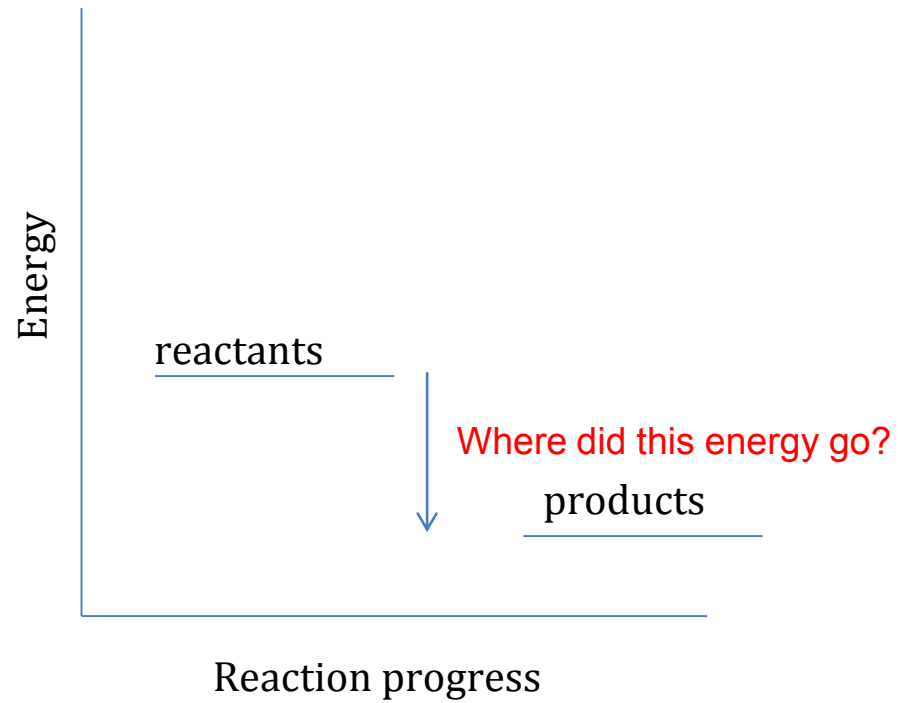 Energy
reactants
Where did this energy go?
products
Reaction progress